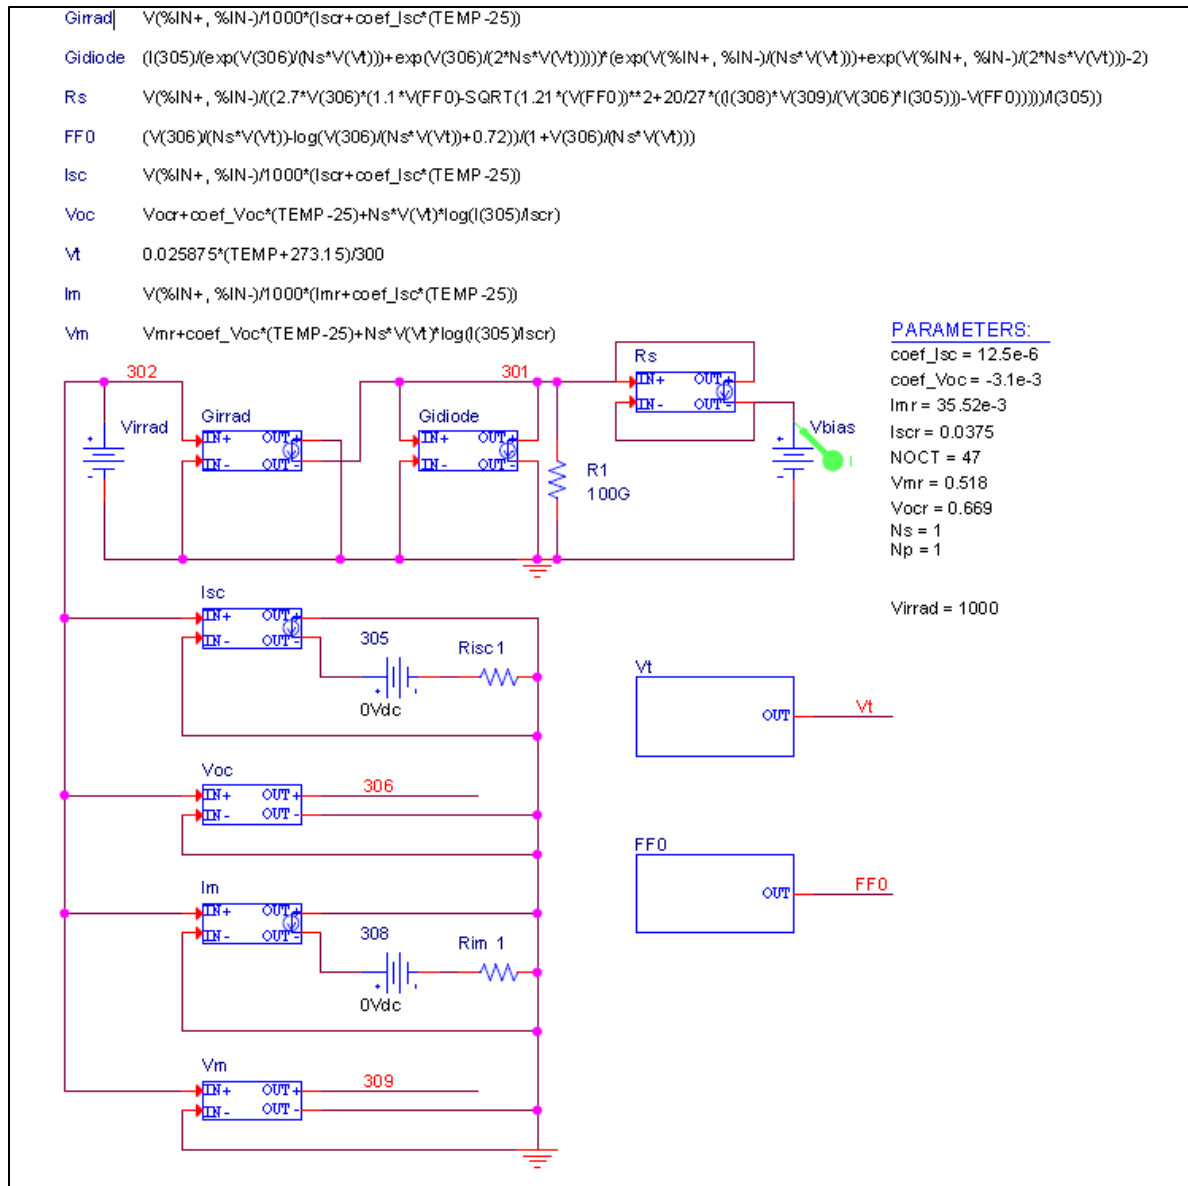 Girrad V(%IN+, %IN-)/1000*(Iscr+coef_Isc*(TEMP-25))
Gidiode (I(305)/(exp(V(306)/(Ns*V(Vt)))+exp(V(306)/(2*Ns*V(Vt)))))*(exp(V(%IN+, %IN-)/(Ns*V(Vt)))+exp(V(%IN+, %IN-)/(2*Ns*V(Vt)))-2)
Rs V(%IN+, %IN-)/((2.7*V(306)*(1.1*V(FF0)-SQRT(1.21*(V(FF0))**2+20/27*((I(308)*V(309)/(V(306)*I(305)))-V(FF0)))))/I(305))
FF0 (V(306)/(Ns*V(Vt))-log(V(306)/(Ns*V(Vt))+0.72))/(1+V(306)/(Ns*V(Vt)))
Isc V(%IN+, %IN-)/1000*(Iscr+coef_Isc*(TEMP-25))
Voc Vocr+coef_Voc*(TEMP-25)+Ns*V(Vt)*log(I(305)/Iscr)
Vt 0.025875*(TEMP+273.15)/300
Im V(%IN+, %IN-)/1000*(Imr+coef_Isc*(TEMP-25))
Vm Vmr+coef_Voc*(TEMP-25)+Ns*V(Vt)*log(I(305)/Iscr)
PARAMETERS:
coef_Isc = 12.5e-6
coef_Voc = -3.1e-3
Imr = 35.52e-3
Iscr = 0.0375
NOCT = 47
Vmr = 0.518
Vocr = 0.669
Ns = 1
Np = 1
Virrad = 1000
302
301
Rs
IN+ OUT+
IN- OUT-
Virrad
Girrad
IN+ OUT+
IN- OUT-
Gidiode
IN+ OUT+
IN- OUT-
R1
100G
Vbias
I
Isc
IN+ OUT+
IN- OUT-
305
0Vdc
Risc 1
Vt
OUT
Vt
Voc
IN+ OUT+
IN- OUT-
306
FF0
OUT
FF0
Im
IN+ OUT+
IN- OUT-
308
0Vdc
Rim 1
Vm
IN+ OUT+
IN- OUT-
309